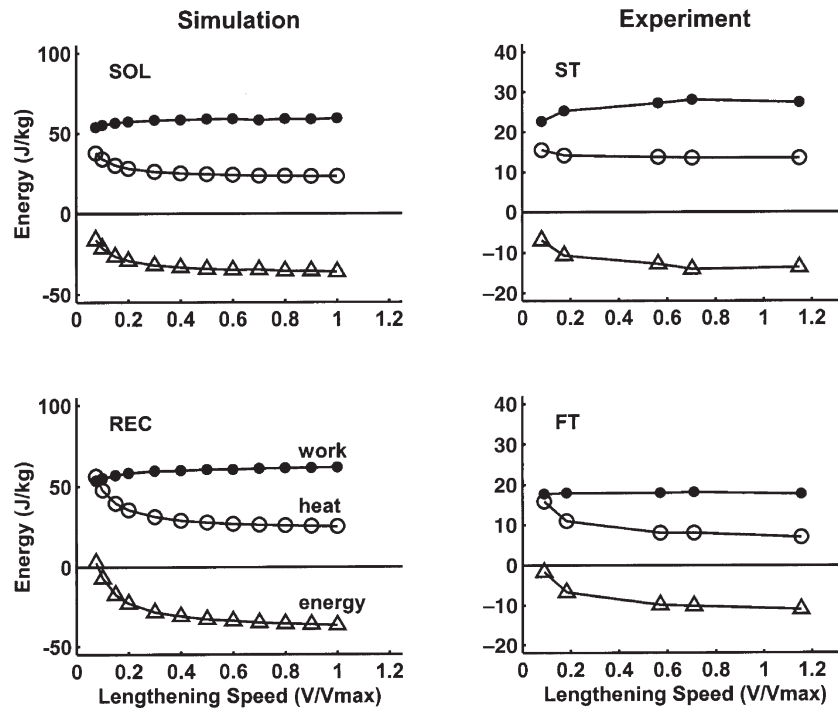 Simulation
Experiment
100
50
0
-50
Energy (J/kg)
SOL
0 0.2 0.4 0.6 0.8 1 1.2
40
30
20
10
0
−10
−20
ST
0 0.2 0.4 0.6 0.8 1 1.2
100
50
0
-50
Energy (J/kg)
REC
work
heat
energy
0 0.2 0.4 0.6 0.8 1 1.2
Lengthening Speed (V/Vmax)
40
30
20
10
0
−10
−20
FT
0 0.2 0.4 0.6 0.8 1 1.2
Lengthening Speed (V/Vmax)